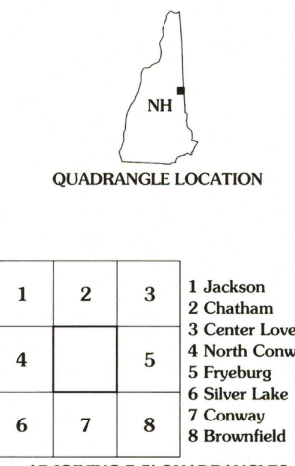 NH
QUADRANGLE LOCATION
1 2 3
4 5
6 7 8
1 Jackson
2 Chatham
3 Center Love
4 North Conw
5 Fryeburg
6 Silver Lake
7 Conway
8 Brownfield